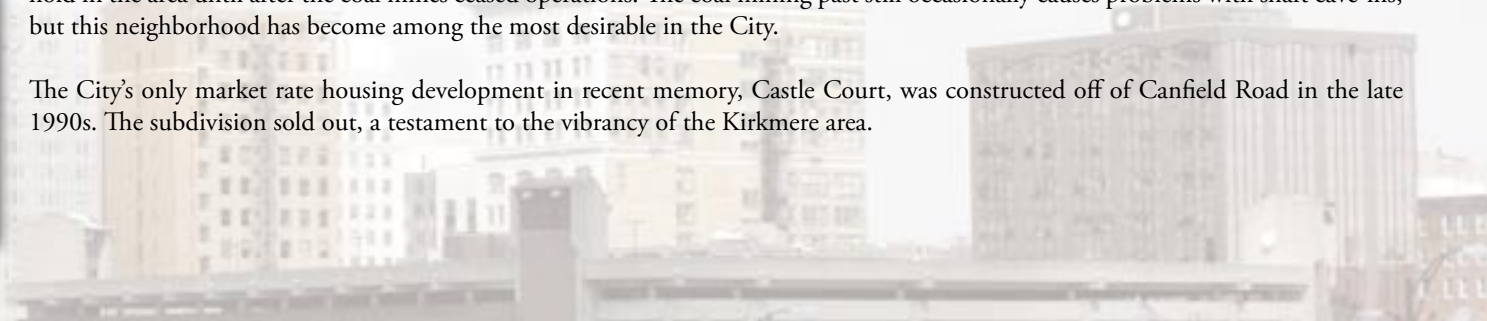 hold in the area until after the coal mines ceased operations. The coal mining past still occasionally causes problems with shaft cave-ins,
but this neighborhood has become among the most desirable in the City.
The City’s only market rate housing development in recent memory, Castle Court, was constructed off of Canfield Road in the late
1990s. The subdivision sold out, a testament to the vibrancy of the Kirkmere area.